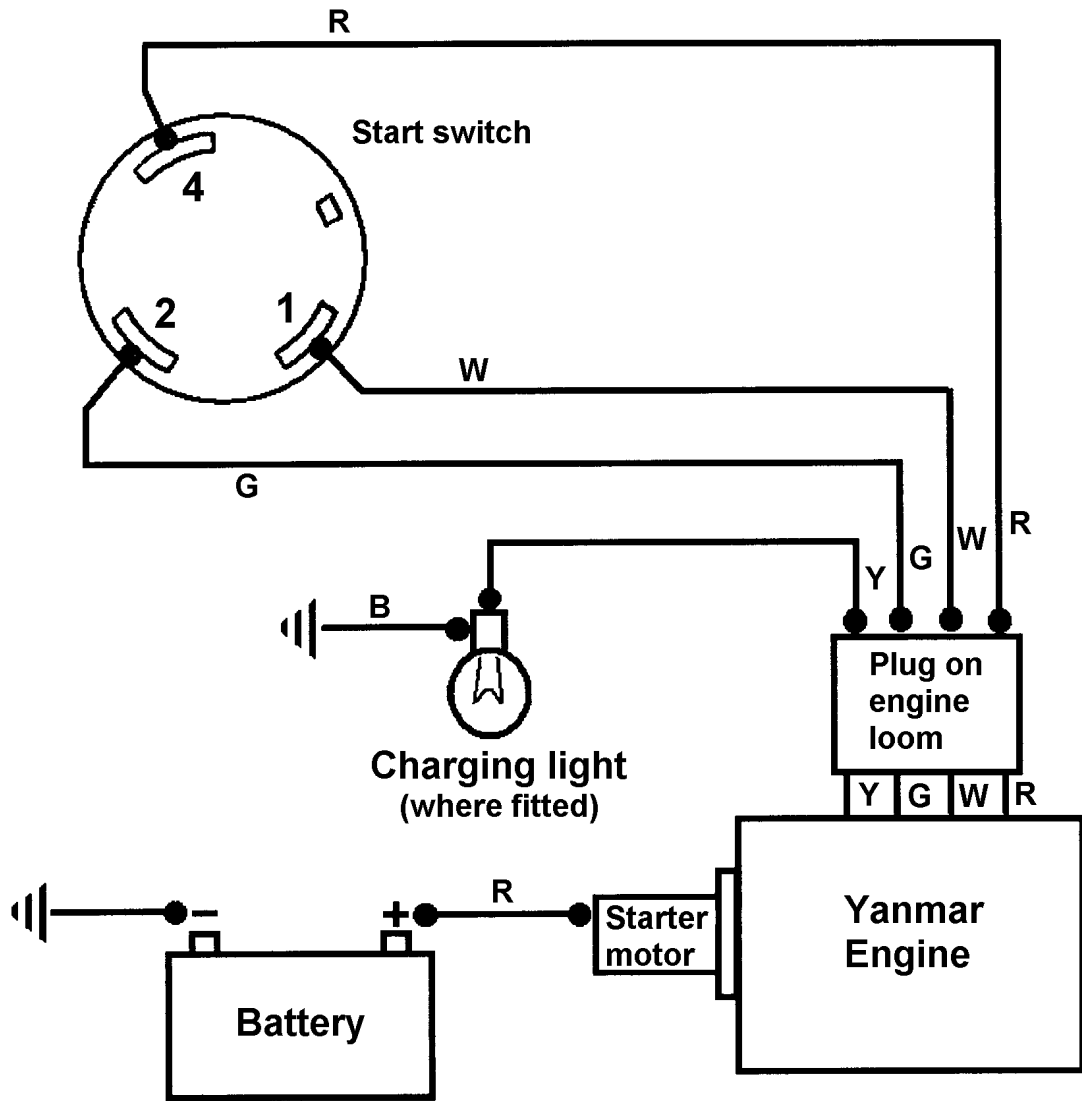 R
Start switch
4
2
1
W
G
R
W
G
Y
B
Plug on
engine
loom
Charging light
(where fitted)
Y G W R
− + R
Starter
motor
Yanmar
Engine
Battery